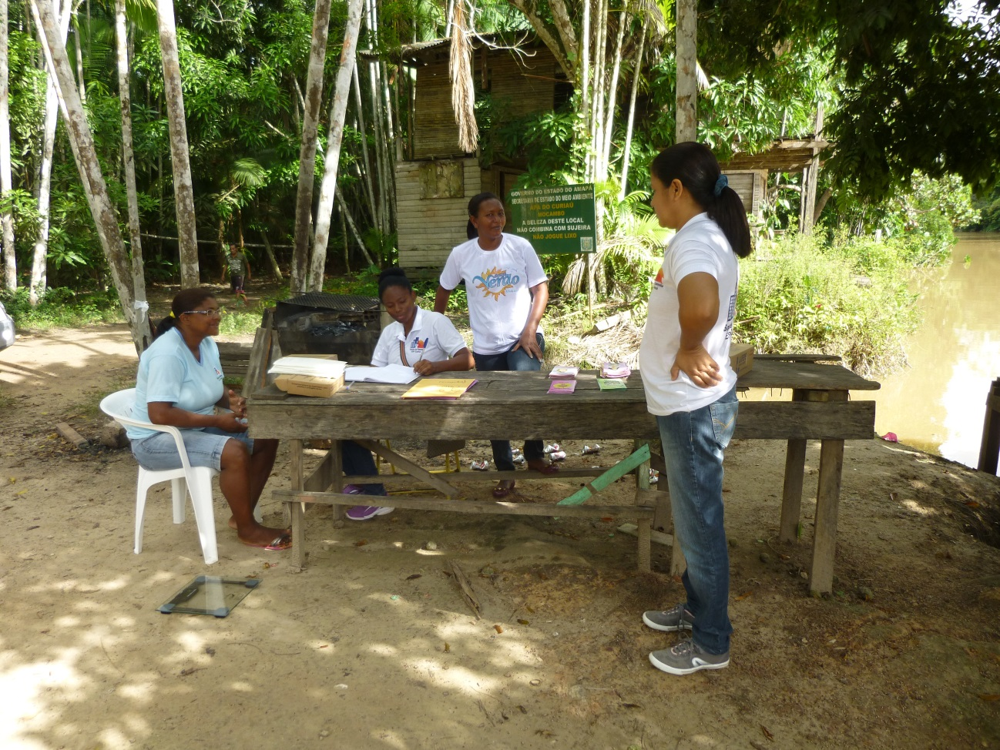 GOVERNO DO ESTADO DO AMAPÁ
SECRETARIA DE ESTADO DO MEIO AMBIENTE
APA DO CURIAÚ
MOCAMBO
A BELEZA DESTE LOCAL
NÃO COMBINA COM SUJEIRA
NÃO JOGUE LIXO
Verão